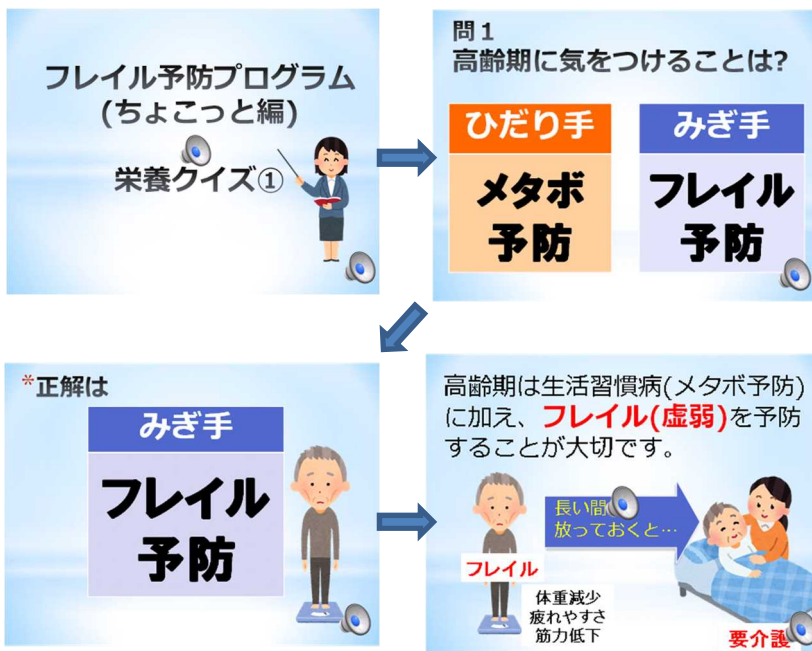 フレイル予防プログラム
(ちょこっと編)
栄養クイズ①
問1
高齢期に気をつけることは?
ひだり手
メタボ
予防
みぎ手
フレイル
予防
*正解は
みぎ手
フレイル
予防
高齢期は生活習慣病(メタボ予防)
に加え、フレイル(虚弱)を予防
することが大切です。
長い間
放っておくと…
フレイル
体重減少
疲れやすさ
筋力低下
要介護